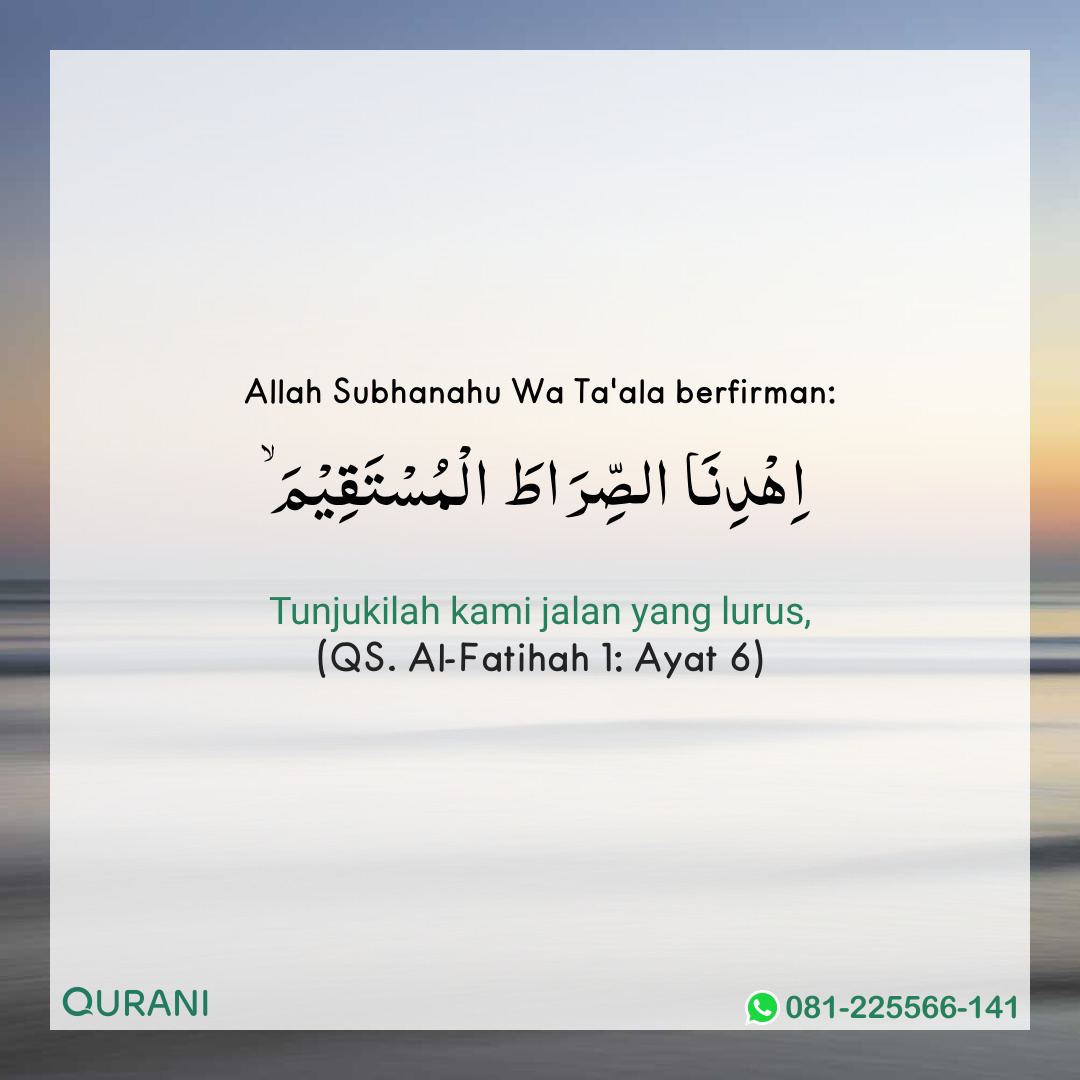 Allah Subhanahu Wa Ta'ala berfirman:
اِهْدِنَا الصِّرَاطَ الْمُسْتَقِيْمَ ۙ
Tunjukilah kami jalan yang lurus,
(QS. Al-Fatihah 1: Ayat 6)
QURANI
081-225566-141